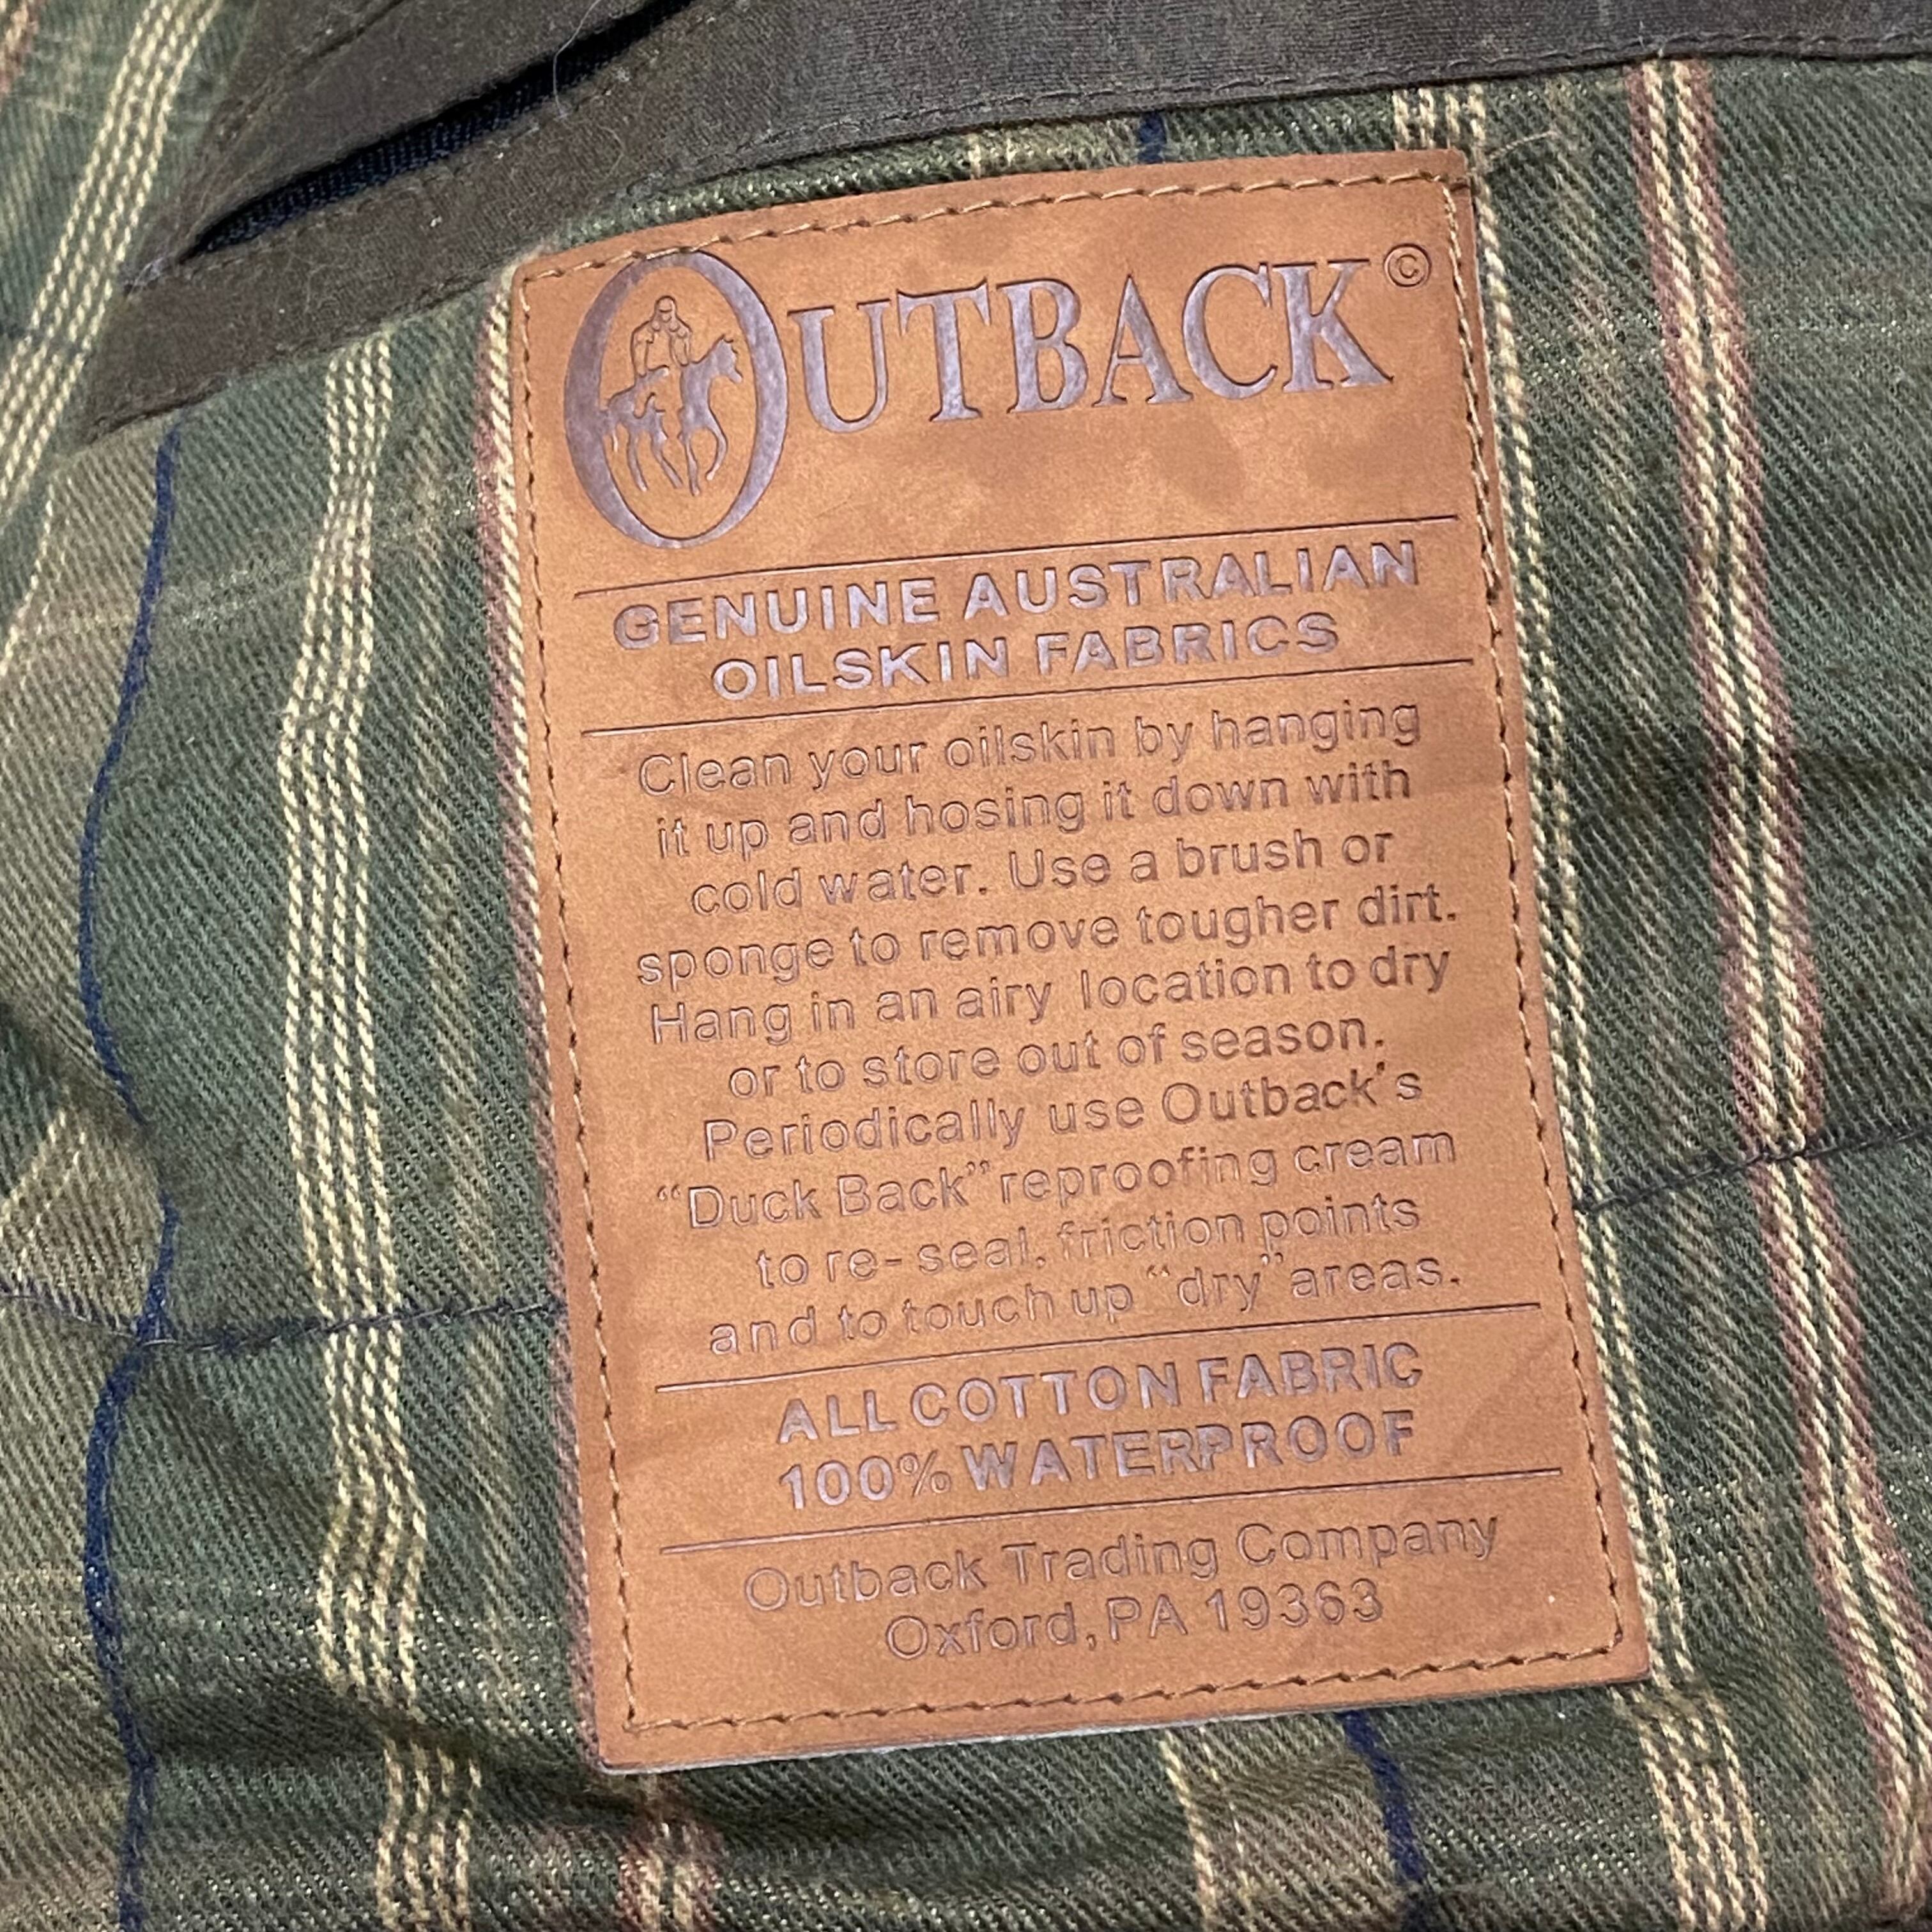 OUTBACK©
GENUINE AUSTRALIAN
OILSKIN FABRICS
Clean your oilskin by hanging
it up and hosing it down with
cold water. Use a brush or
sponge to remove tougher dirt.
Hang in an airy location to dry
or to store out of season.
Periodically use Outback's
“Duck Back” reproofing cream
to re- seal. friction points
and to touch up “dry” areas.
ALL COTTON FABRIC
100% WATERPROOF
Outback Trading Company
Oxford, PA 19363